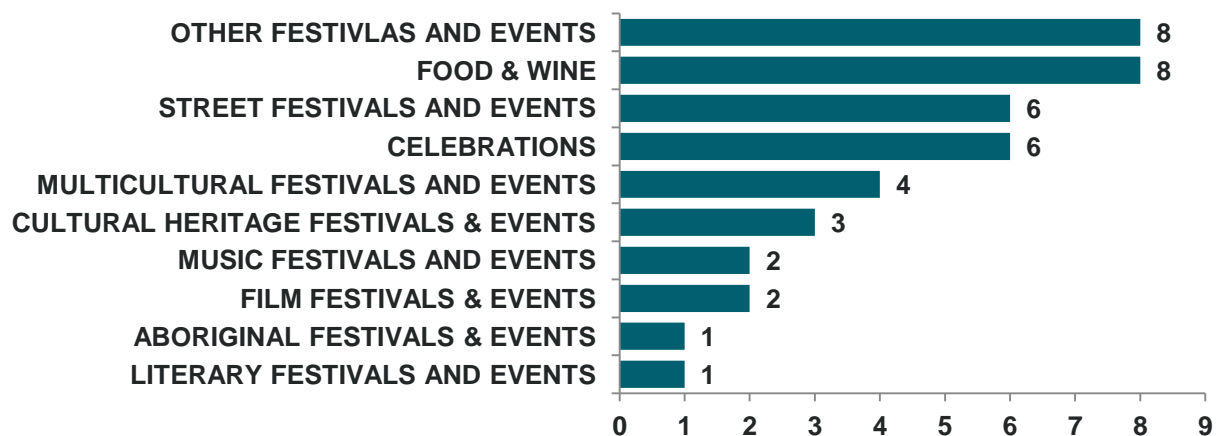 OTHER FESTIVLAS AND EVENTS 8
FOOD & WINE 8
STREET FESTIVALS AND EVENTS 6
CELEBRATIONS 6
MULTICULTURAL FESTIVALS AND EVENTS 4
CULTURAL HERITAGE FESTIVALS & EVENTS 3
MUSIC FESTIVALS AND EVENTS 2
FILM FESTIVALS & EVENTS 2
ABORIGINAL FESTIVALS & EVENTS 1
LITERARY FESTIVALS AND EVENTS 1
0 1 2 3 4 5 6 7 8 9